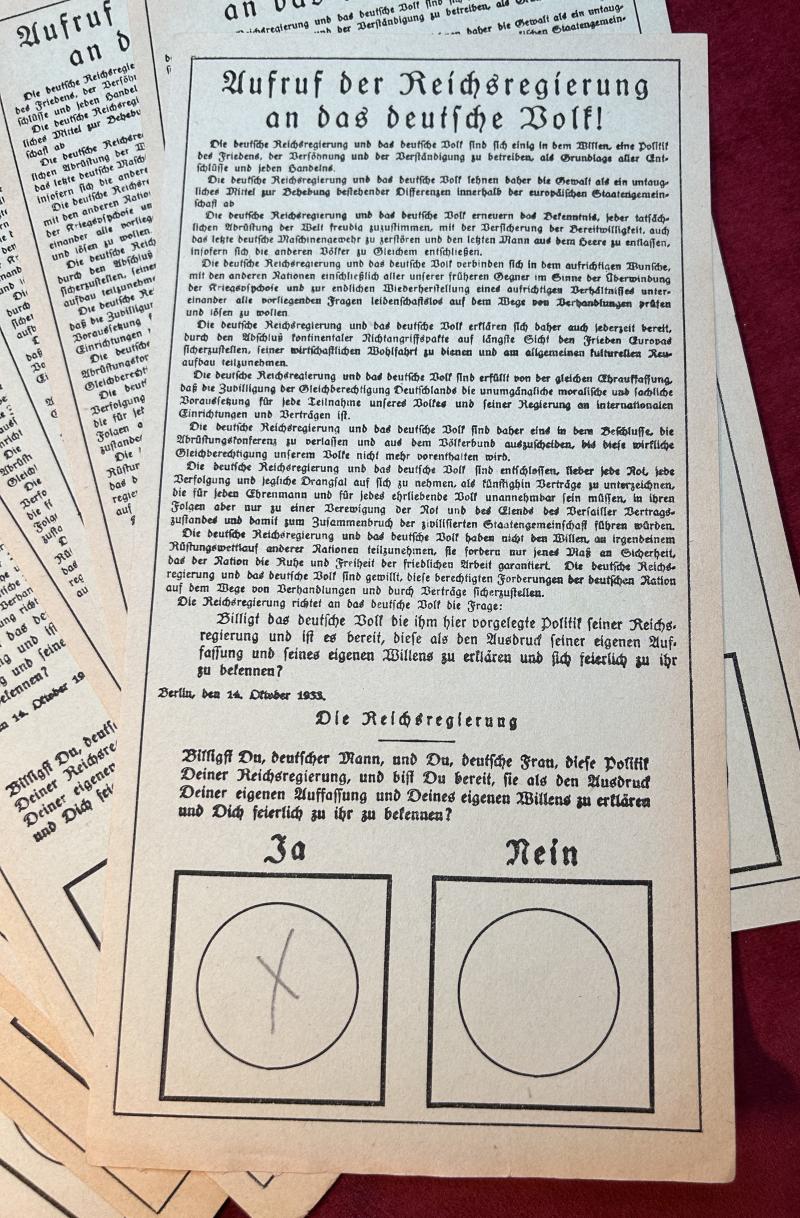 Aufruf der Reichsregierung
an das deutsche Volk!
Die deutsche Reichsregierung und das deutsche Volk sind sich einig in dem Willen, eine Politik
des Friedens, der Versöhnung und der Verständigung zu betreiben, als Grundlage aller Ent-
schlüsse und jeden Handelns.
Die deutsche Reichsregierung und das deutsche Volk lehnen daher die Gewalt als ein untaug-
liches Mittel zur Behebung bestehender Differenzen innerhalb der europäischen Staatengemein-
schaft ab
Die deutsche Reichsregierung und das deutsche Volk erneuern das Bekenntnis, jeder tatsäch-
lichen Abrüstung der Welt freudig zuzustimmen, mit der Versicherung der Bereitwilligkeit, auch
das letzte deutsche Maschinengewehr zu zerstören und den letzten Mann aus dem Heere zu entlassen,
insofern sich die anderen Völker zu Gleichem entschließen.
Die deutsche Reichsregierung und das deutsche Volk verbinden sich in dem aufrichtigen Wunsche,
mit den anderen Nationen einschließlich aller unserer früheren Gegner im Sinne der Überwindung
der Kriegspsychose und zur endlichen Wiederherstellung eines aufrichtigen Verhältnisses unter-
einander alle vorliegenden Fragen leidenschaftslos auf dem Wege von Verhandlungen prüfen
und lösen zu wollen
Die deutsche Reichsregierung und das deutsche Volk erklären sich daher auch jederzeit bereit,
durch den Abschluß kontinentaler Nichtangriffspakte auf längste Sicht den Frieden Europas
sicherzustellen, seiner wirtschaftlichen Wohlfahrt zu dienen und am allgemeinen kulturellen Neu-
aufbau teilzunehmen.
Die deutsche Reichsregierung und das deutsche Volk sind erfüllt von der gleichen Ehrauffassung,
daß die Zubilligung der Gleichberechtigung Deutschlands die unumgängliche moralische und sachliche
Voraussetzung für jede Teilnahme unseres Volkes und seiner Regierung an internationalen
Einrichtungen und Verträgen ist.
Die deutsche Reichsregierung und das deutsche Volk sind daher eins in dem Beschlusse, die
Abrüstungskonferenz zu verlassen und aus dem Völkerbund auszuscheiden, bis diese wirkliche
Gleichberechtigung unserem Volke nicht mehr vorenthalten wird.
Die deutsche Reichsregierung und das deutsche Volk sind entschlossen, lieber jede Not, jede
Verfolgung und jegliche Drangsal auf sich zu nehmen, als künftighin Verträge zu unterzeichnen,
die für jeden Ehrenmann und für jedes ehrliebende Volk unannehmbar sein müssen, in ihren
Folgen aber nur zu einer Verewigung der Not und des Elends des Versailler Vertrags-
zustandes und damit zum Zusammenbruch der zivilisierten Staatengemeinschaft führen würden.
Die deutsche Reichsregierung und das deutsche Volk haben nicht den Willen, an irgendeinem
Rüstungswettlauf anderer Nationen teilzunehmen, sie fordern nur jenes Maß an Sicherheit,
das der Nation die Ruhe und Freiheit der friedlichen Arbeit garantiert. Die deutsche Reichs-
regierung und das deutsche Volk sind gewillt, diese berechtigten Forderungen der deutschen Nation
auf dem Wege von Verhandlungen und durch Verträge sicherzustellen.
Die Reichsregierung richtet an das deutsche Volk die Frage:
Billigt das deutsche Volk die ihm hier vorgelegte Politik seiner Reichs-
regierung und ist es bereit, diese als den Ausdruck seiner eigenen Auf-
fassung und seines eigenen Willens zu erklären und sich feierlich zu ihr
zu bekennen?
Berlin, den 14. Oktober 1933.
Die Reichsregierung
Billigst Du, deutscher Mann, und Du, deutsche Frau, diese Politik
Deiner Reichsregierung, und bist Du bereit, sie als den Ausdruck
Deiner eigenen Auffassung und Deines eigenen Willens zu erklären
und Dich feierlich zu ihr zu bekennen?
Ja
Nein